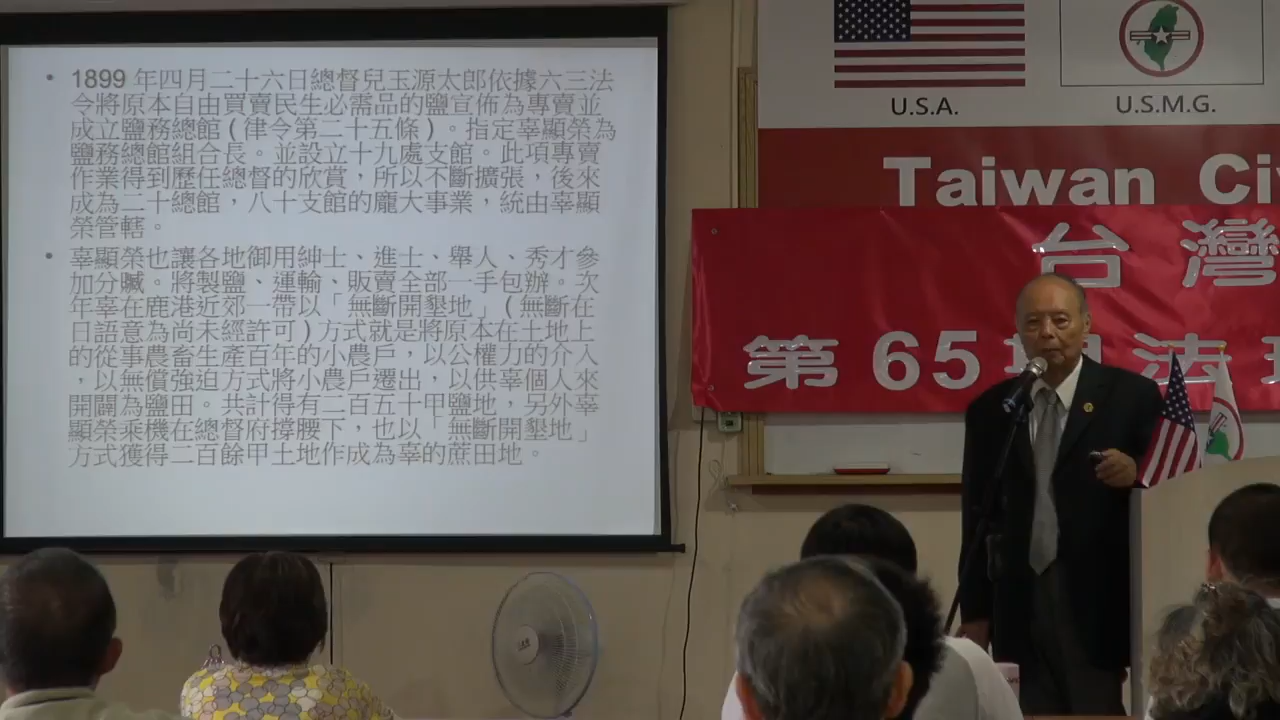 • 1899 年四月二十六日總督兒玉源太郎依據六三法
令將原本自由買賣民生必需品的鹽宣佈為專賣並
成立鹽務總館 ( 律令第二十五條 ) 。指定辜顯榮為
鹽務總館組合長。並設立十九處支館。此項專賣
作業得到歷任總督的欣賞，所以不斷擴張，後來
成為二十總館，八十支館的龐大事業，統由辜顯
榮管轄。
• 辜顯榮也讓各地御用紳士、進士、舉人、秀才參
加分贓。將製鹽、運輸、販賣全部一手包辦。次
年辜在鹿港近郊一帶以「無斷開墾地」( 無斷在
日語意為尚未經許可 ) 方式就是將原本在土地上
的從事農畜生產百年的小農戶，以公權力的介入
，以無償強迫方式將小農戶遷出，以供辜個人來
開闢為鹽田。共計得有二百五十甲鹽地，另外辜
顯榮乘機在總督府撐腰下，也以「無斷開墾地」
方式獲得二百餘甲土地作成為辜的蔗田地。
U.S.A.
U.S.M.G.
Taiwan Ci
台灣
第65期法